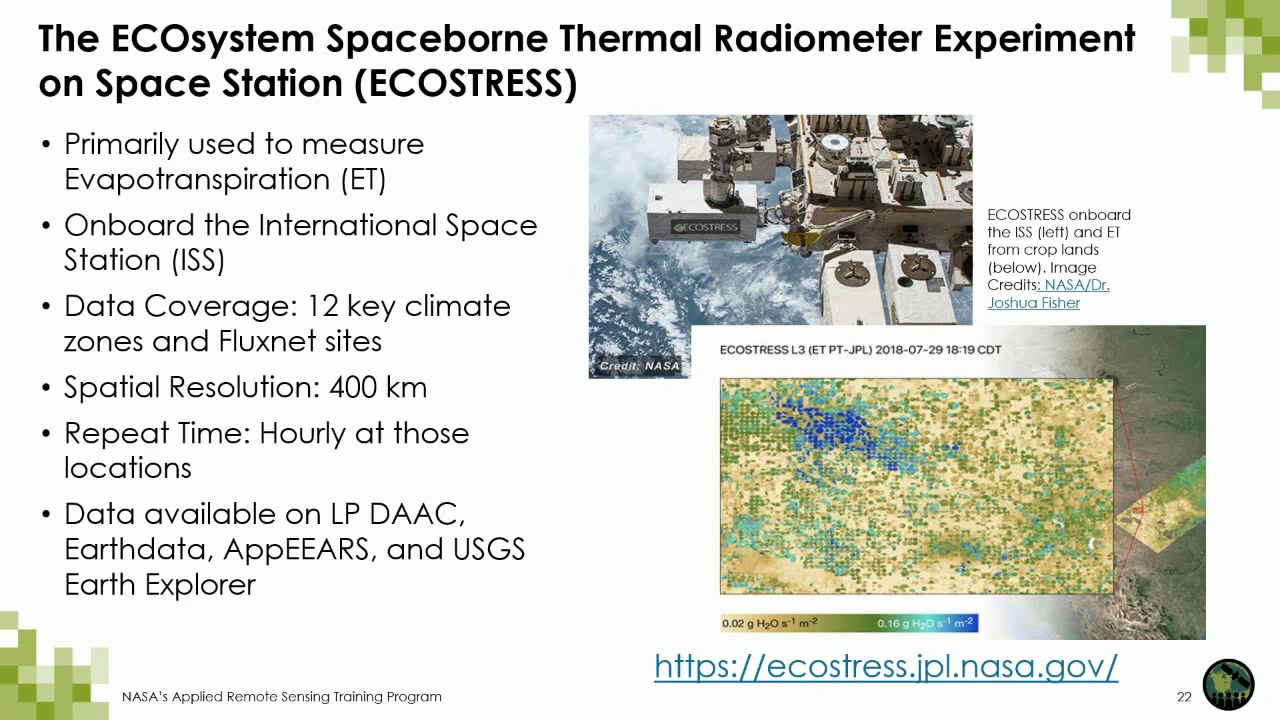 The ECOsystem Spaceborne Thermal Radiometer Experiment
on Space Station (ECOSTRESS)
• Primarily used to measure
Evapotranspiration (ET)
• Onboard the International Space
Station (ISS)
• Data Coverage: 12 key climate
zones and Fluxnet sites
• Spatial Resolution: 400 km
• Repeat Time: Hourly at those
locations
• Data available on LP DAAC,
Earthdata, AppEEARS, and USGS
Earth Explorer
ECOSTRESS
Credit: NASA
ECOSTRESS onboard
the ISS (left) and ET
from crop lands
(below). Image
Credits: NASA/Dr.
Joshua Fisher
ECOSTRESS L3 (ET PT-JPL) 2018-07-29 18:19 CDT
0.02 g H₂O s⁻¹ m⁻² 0.16 g H₂O s⁻¹ m⁻²
https://ecostress.jpl.nasa.gov/
NASA's Applied Remote Sensing Training Program
22